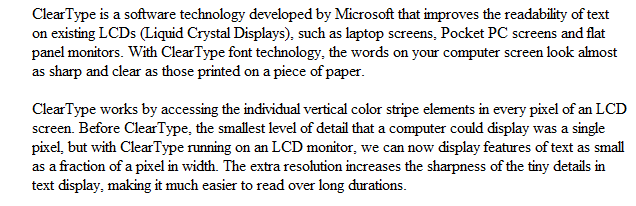 ClearType is a software technology developed by Microsoft that improves the readability of text
on existing LCDs (Liquid Crystal Displays), such as laptop screens, Pocket PC screens and flat
panel monitors. With ClearType font technology, the words on your computer screen look almost
as sharp and clear as those printed on a piece of paper.
ClearType works by accessing the individual vertical color stripe elements in every pixel of an LCD
screen. Before ClearType, the smallest level of detail that a computer could display was a single
pixel, but with ClearType running on an LCD monitor, we can now display features of text as small
as a fraction of a pixel in width. The extra resolution increases the sharpness of the tiny details in
text display, making it much easier to read over long durations.